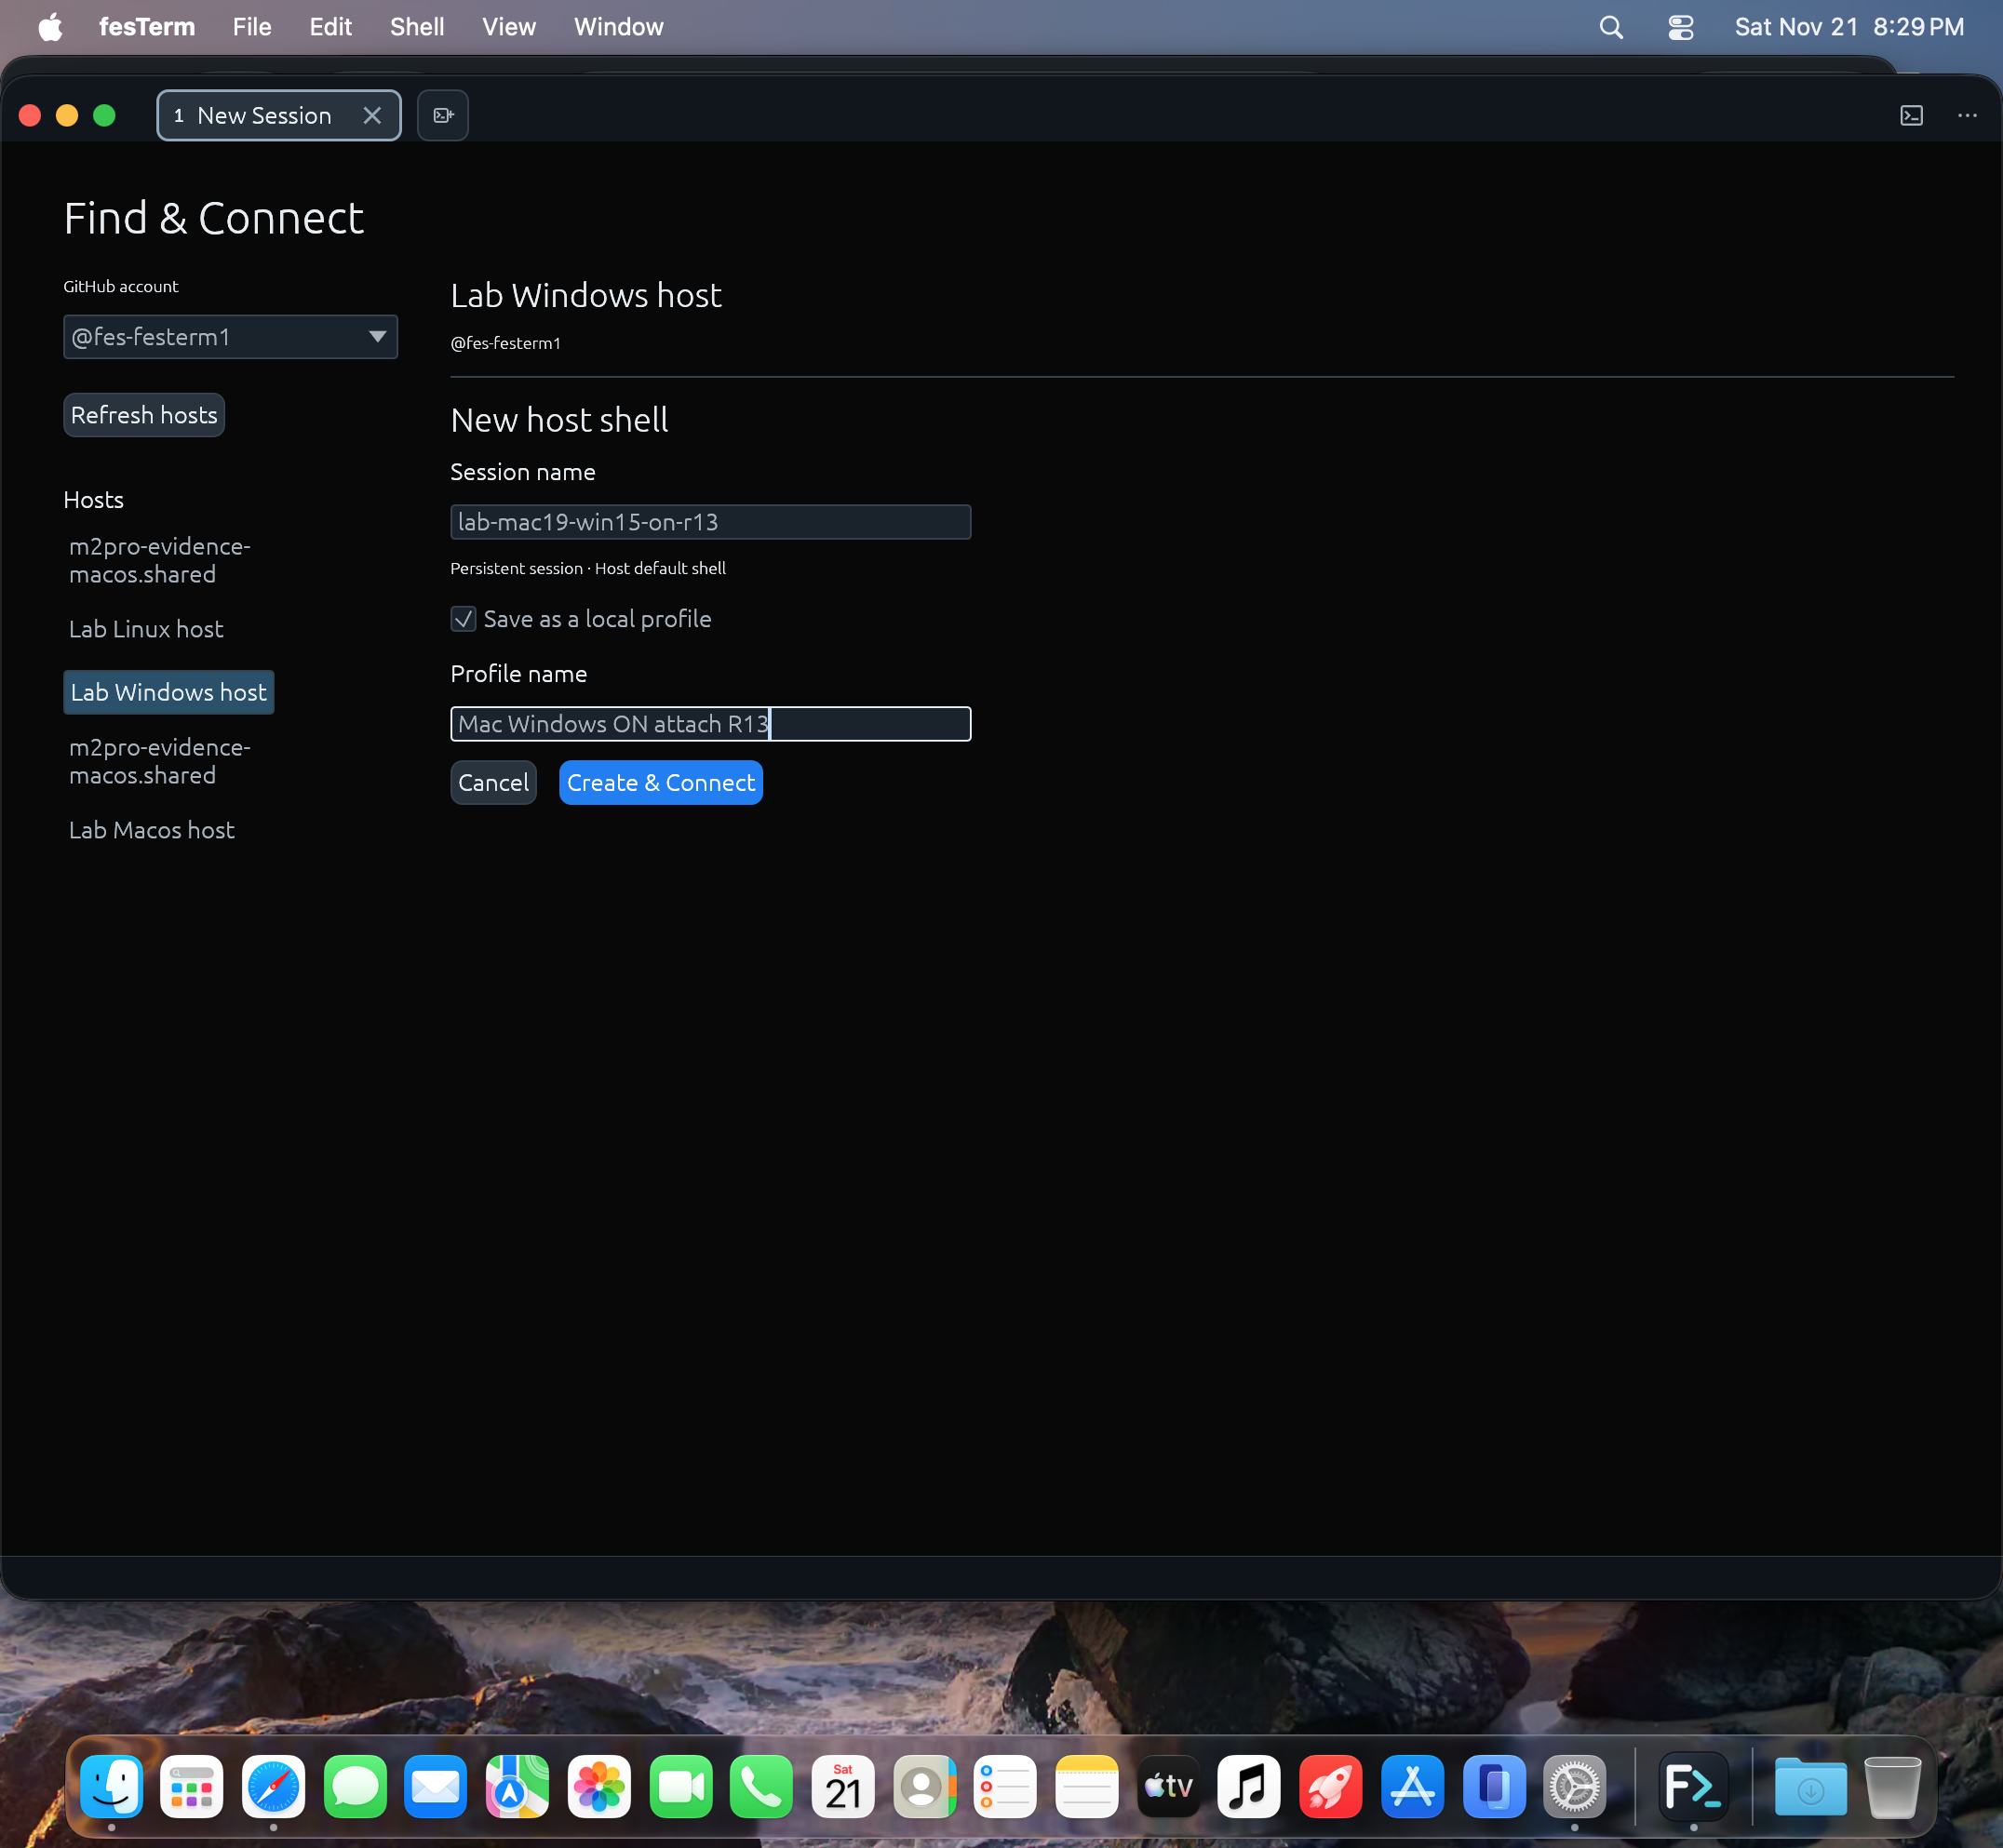 fesTerm File Edit Shell View Window Sat Nov 21 8:29 PM
1 New Session
Find & Connect
GitHub account
@fes-festerm1
Refresh hosts
Hosts
m2pro-evidence-
macos.shared
Lab Linux host
Lab Windows host
m2pro-evidence-
macos.shared
Lab Macos host
Lab Windows host
@fes-festerm1
New host shell
Session name
lab-mac19-win15-on-r13
Persistent session · Host default shell
Save as a local profile
Profile name
Mac Windows ON attach R13
Cancel Create & Connect
Sat
21
tv